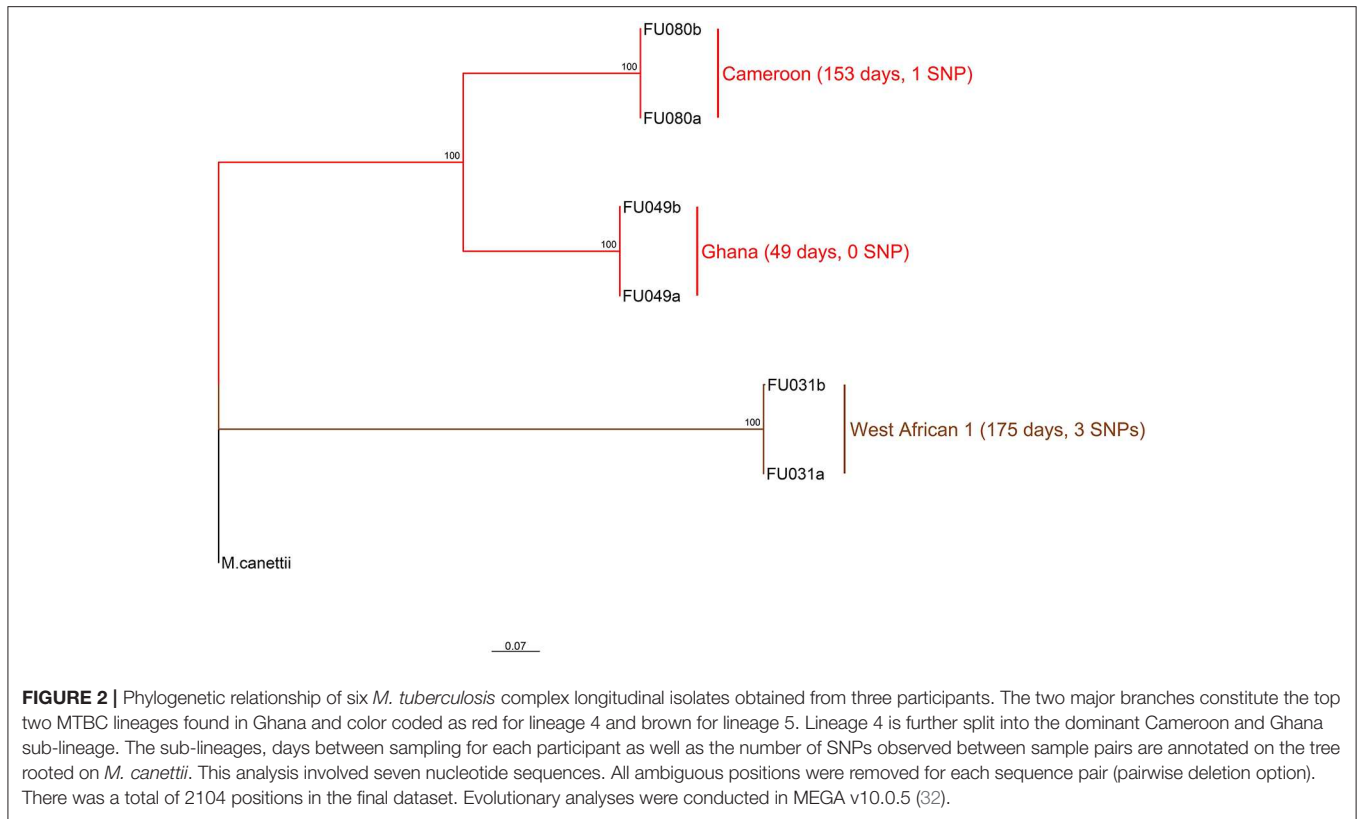 FU080b
100
Cameroon (153 days, 1 SNP)
FU080a
100
FU049b
100
Ghana (49 days, 0 SNP)
FU049a
FU031b
100
West African 1 (175 days, 3 SNPs)
FU031a
M.canettii
0.07
FIGURE 2 | Phylogenetic relationship of six M. tuberculosis complex longitudinal isolates obtained from three participants. The two major branches constitute the top
two MTBC lineages found in Ghana and color coded as red for lineage 4 and brown for lineage 5. Lineage 4 is further split into the dominant Cameroon and Ghana
sub-lineage. The sub-lineages, days between sampling for each participant as well as the number of SNPs observed between sample pairs are annotated on the tree
rooted on M. canettii. This analysis involved seven nucleotide sequences. All ambiguous positions were removed for each sequence pair (pairwise deletion option).
There was a total of 2104 positions in the final dataset. Evolutionary analyses were conducted in MEGA v10.0.5 (32).